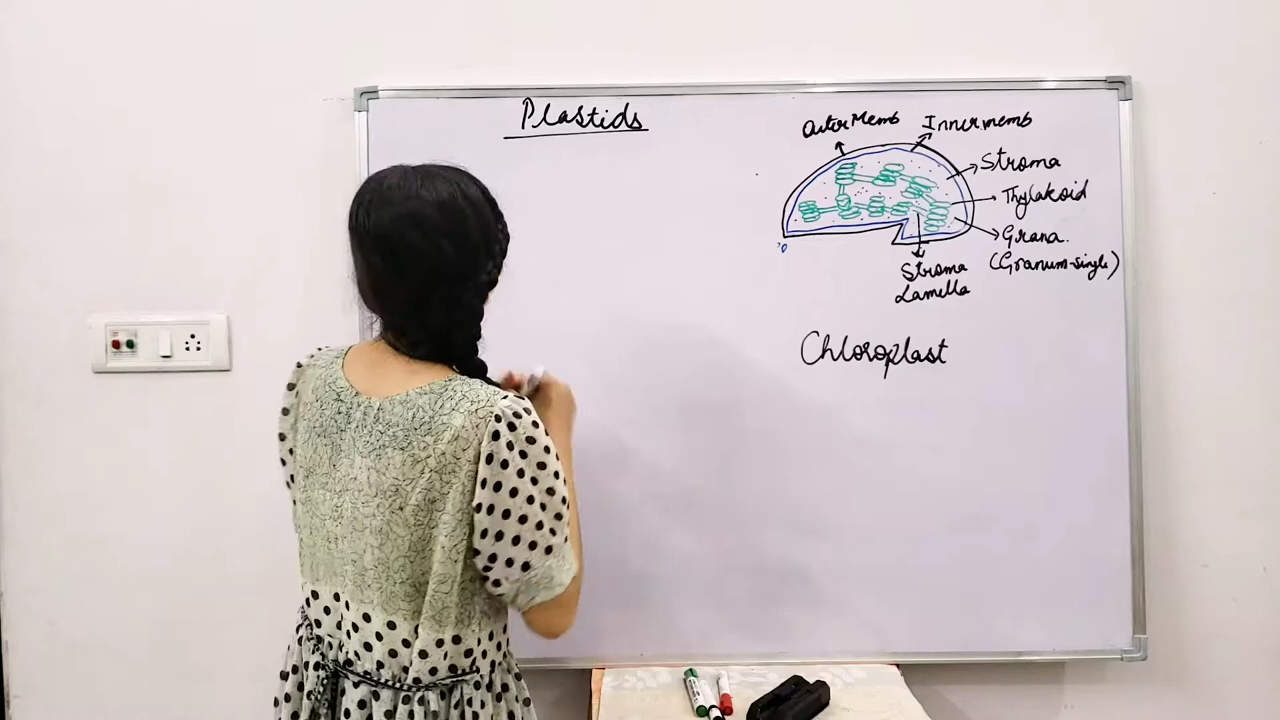 Plastids
Outer Memb
Inner memb
Stroma
Thylakoid
Grana.
(Granum-single)
Stroma
Lamella
Chloroplast